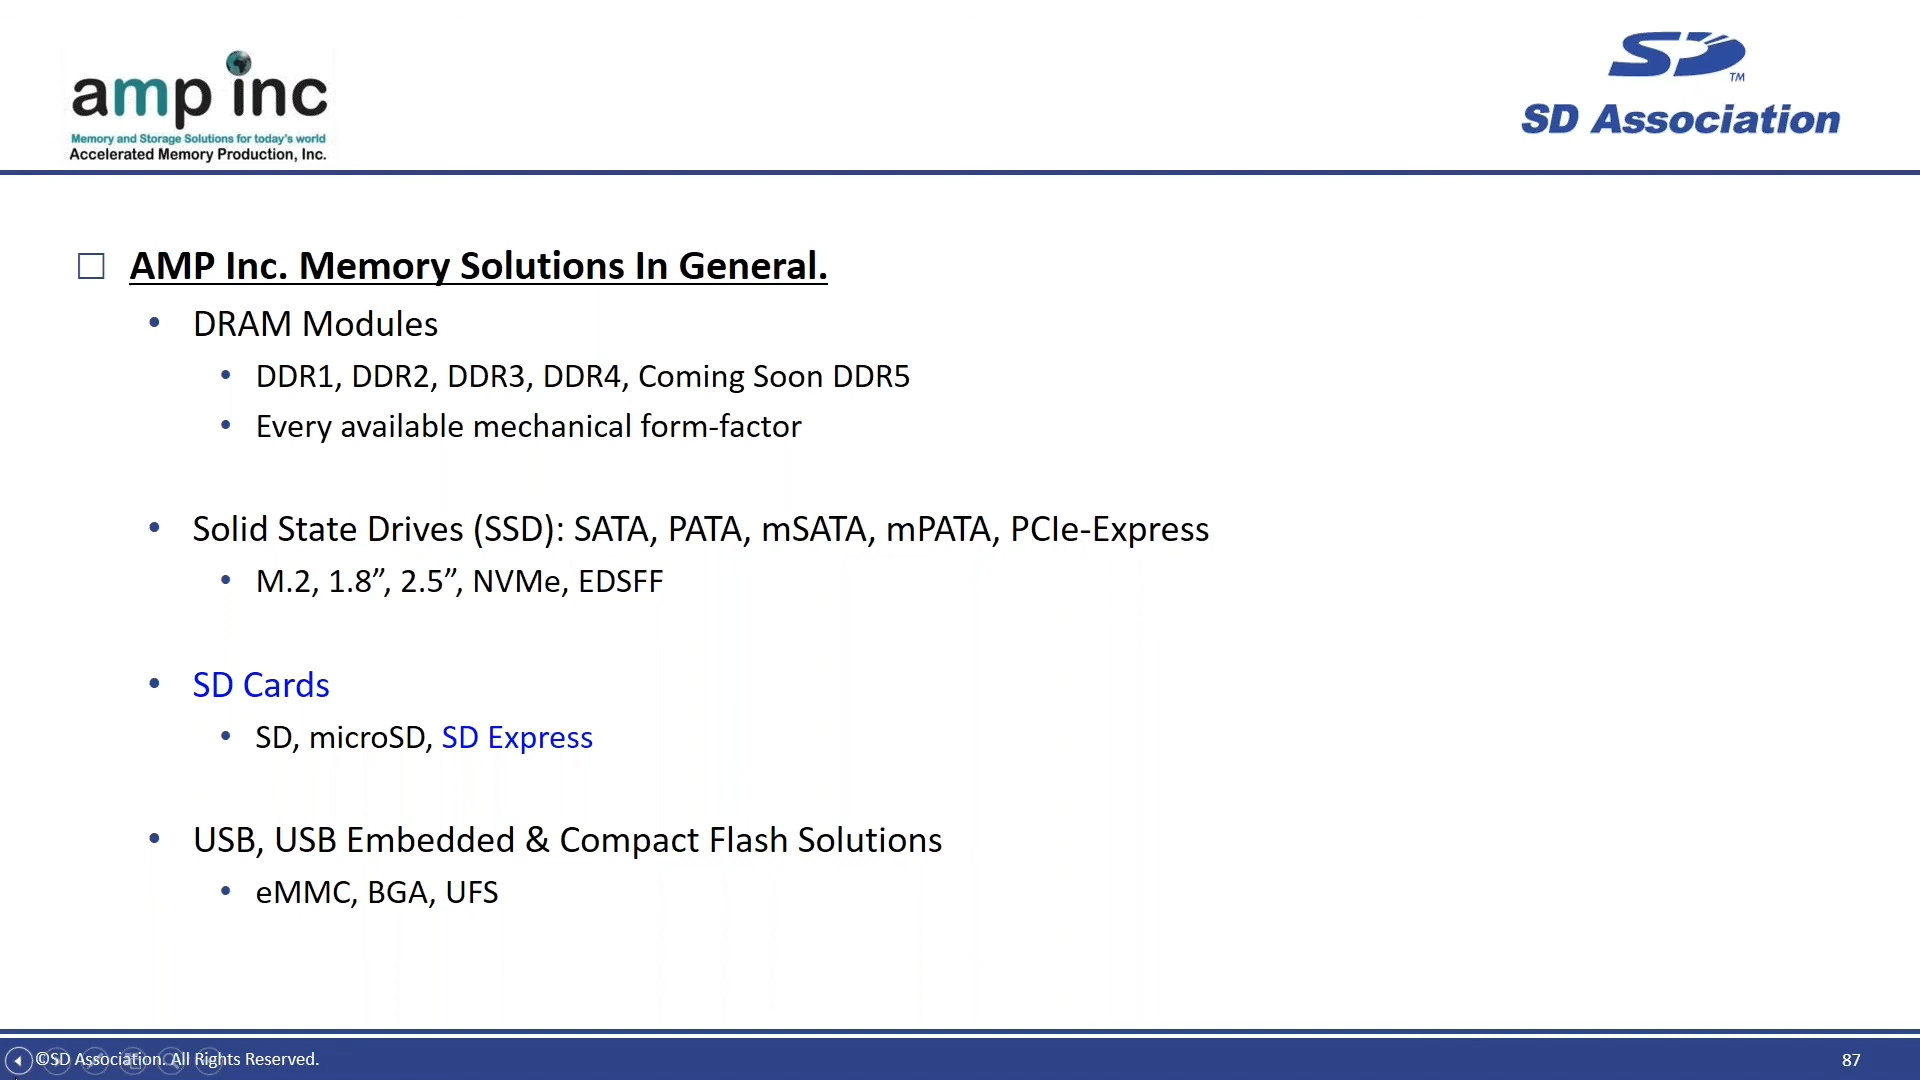 amp inc
Memory and Storage Solutions for today's world
Accelerated Memory Production, Inc.
SD
TM
SD Association
AMP Inc. Memory Solutions In General.
• DRAM Modules
• DDR1, DDR2, DDR3, DDR4, Coming Soon DDR5
• Every available mechanical form-factor
• Solid State Drives (SSD): SATA, PATA, mSATA, mPATA, PCIe-Express
• M.2, 1.8”, 2.5”, NVMe, EDSFF
• SD Cards
• SD, microSD, SD Express
• USB, USB Embedded & Compact Flash Solutions
• eMMC, BGA, UFS
©SD Association. All Rights Reserved.
87